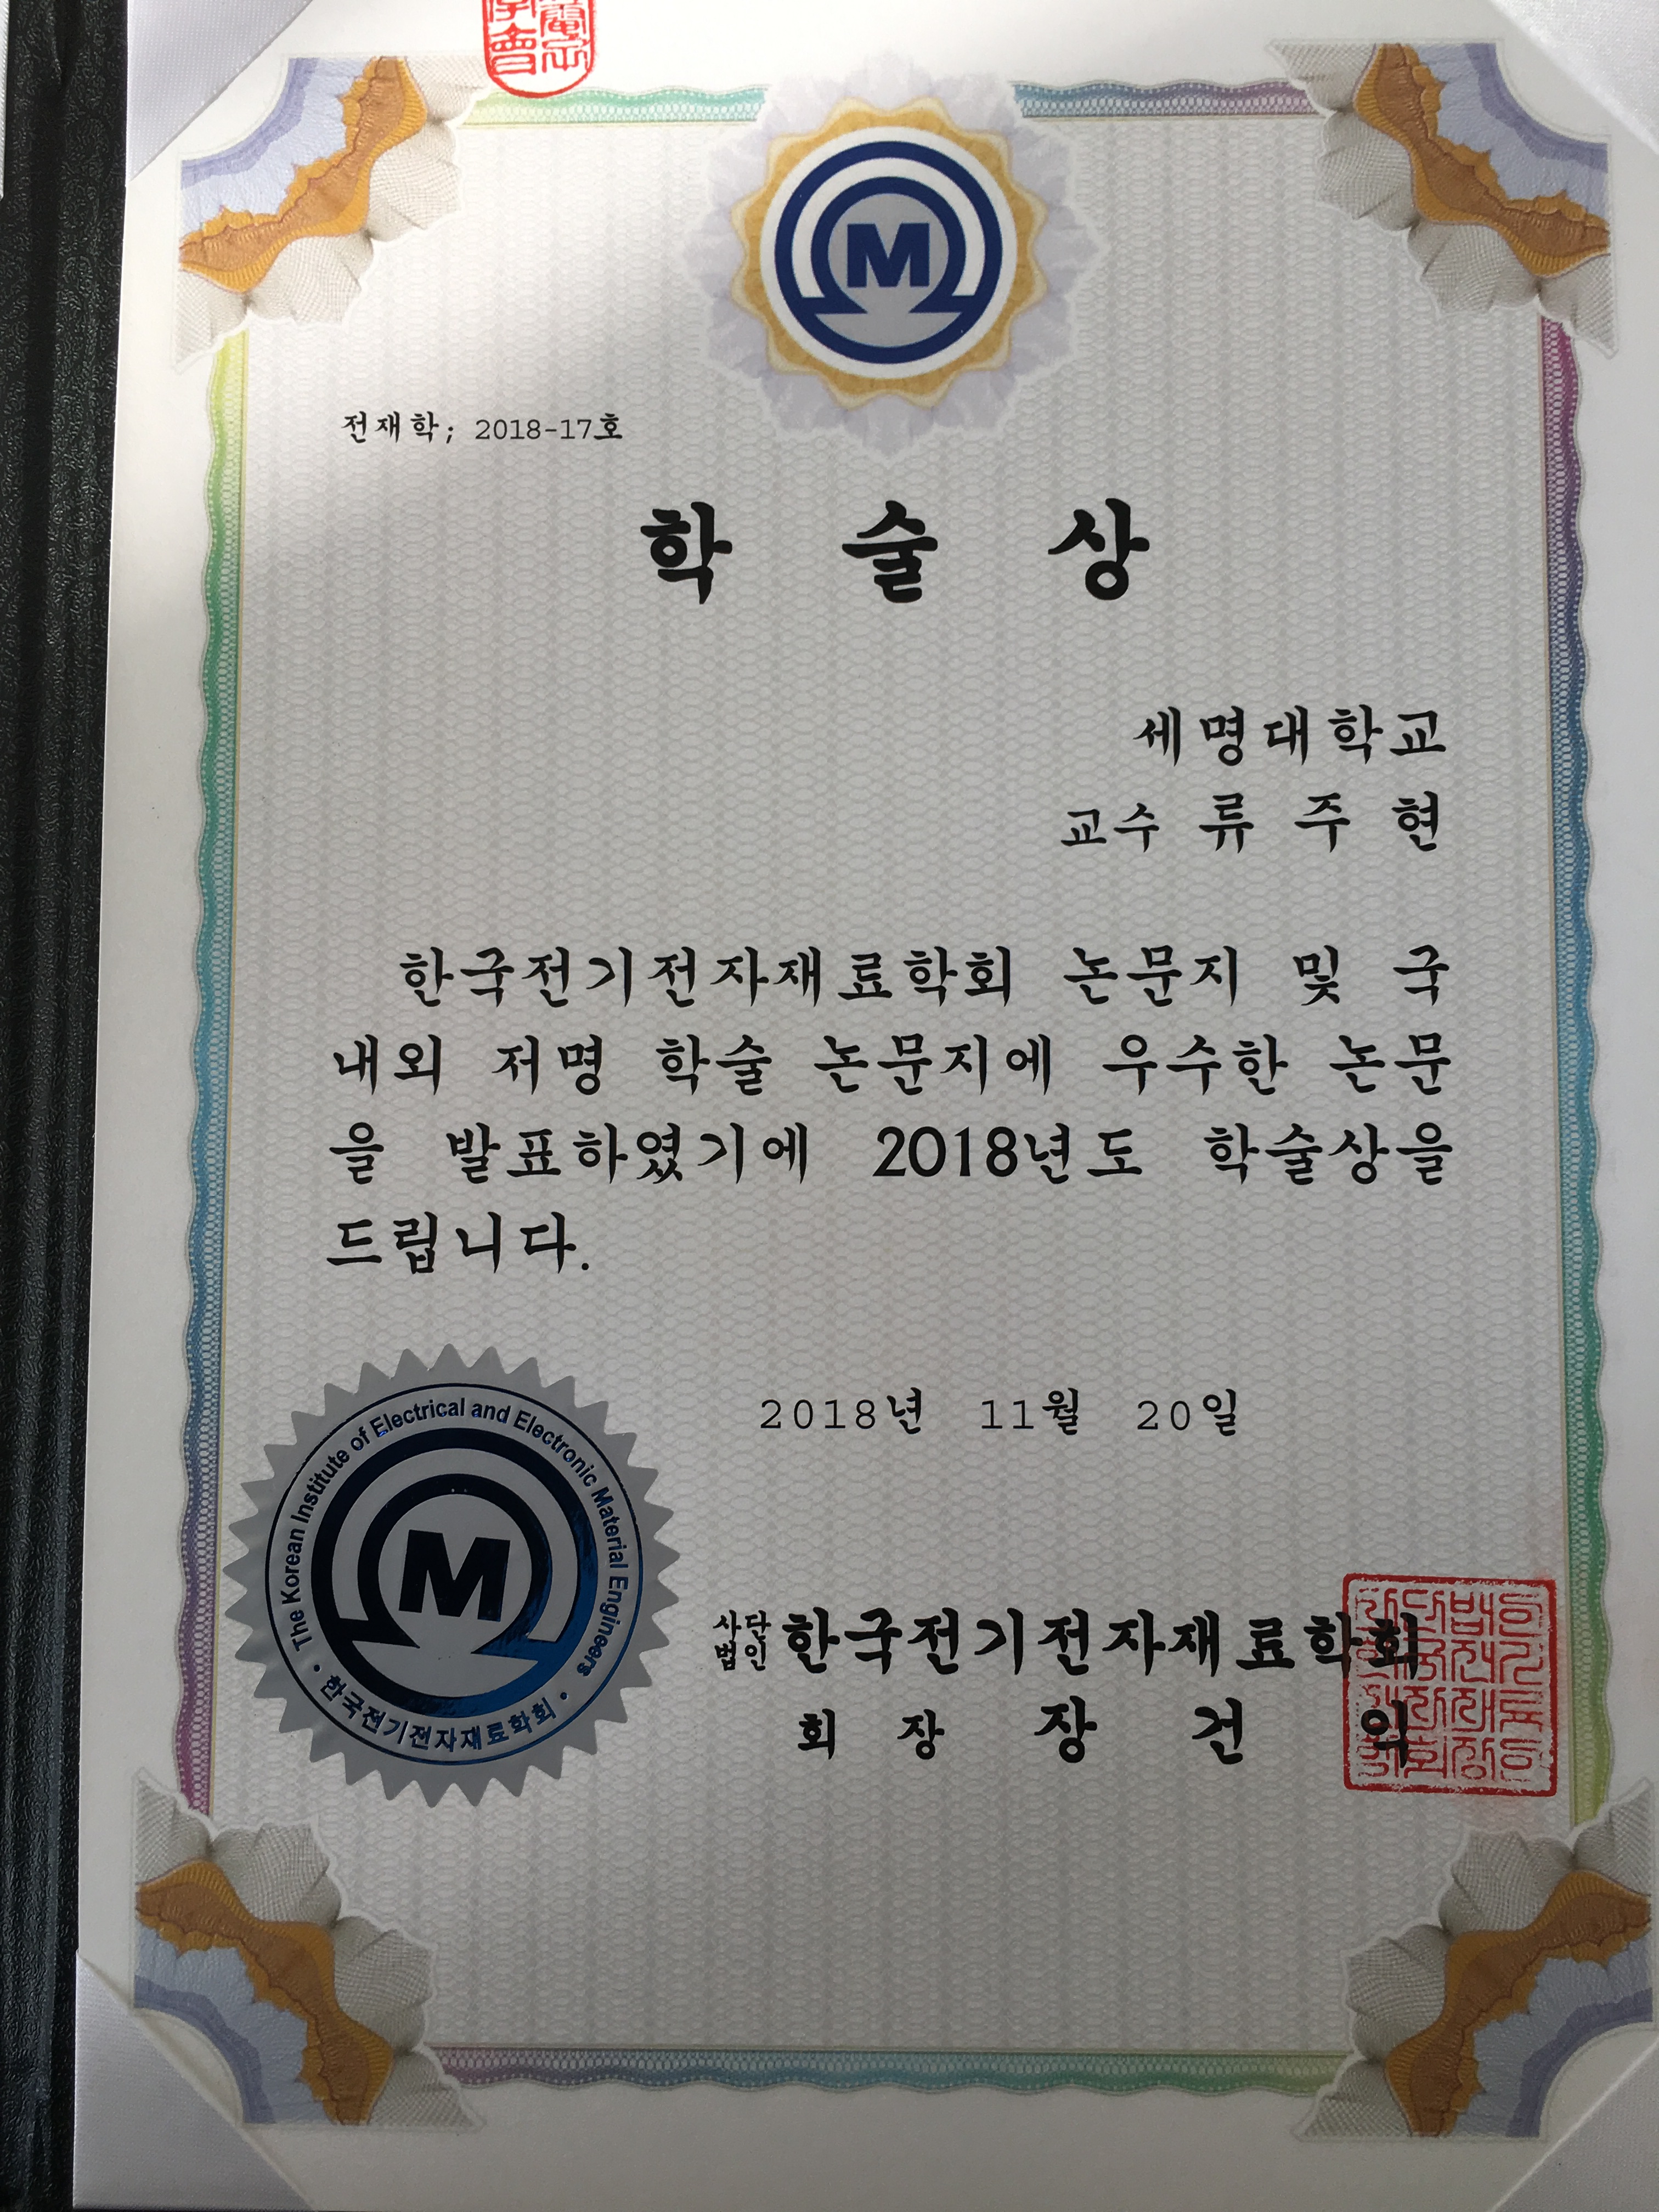 M
전재학; 2018-17호
학 술 상
세명대학교
교수 류 주 현
한국전기전자재료학회 논문지 및 국
내외 저명 학술 논문지에 우수한 논문
을 발표하였기에 2018년도 학술상을
드립니다.
2018년 11월 20일
The Korean Institute of Electrical and Electronic Material Engineers
M
• 한국전기전자재료학회 •
사단법인 한국전기전자재료학회
회 장 장 건 익